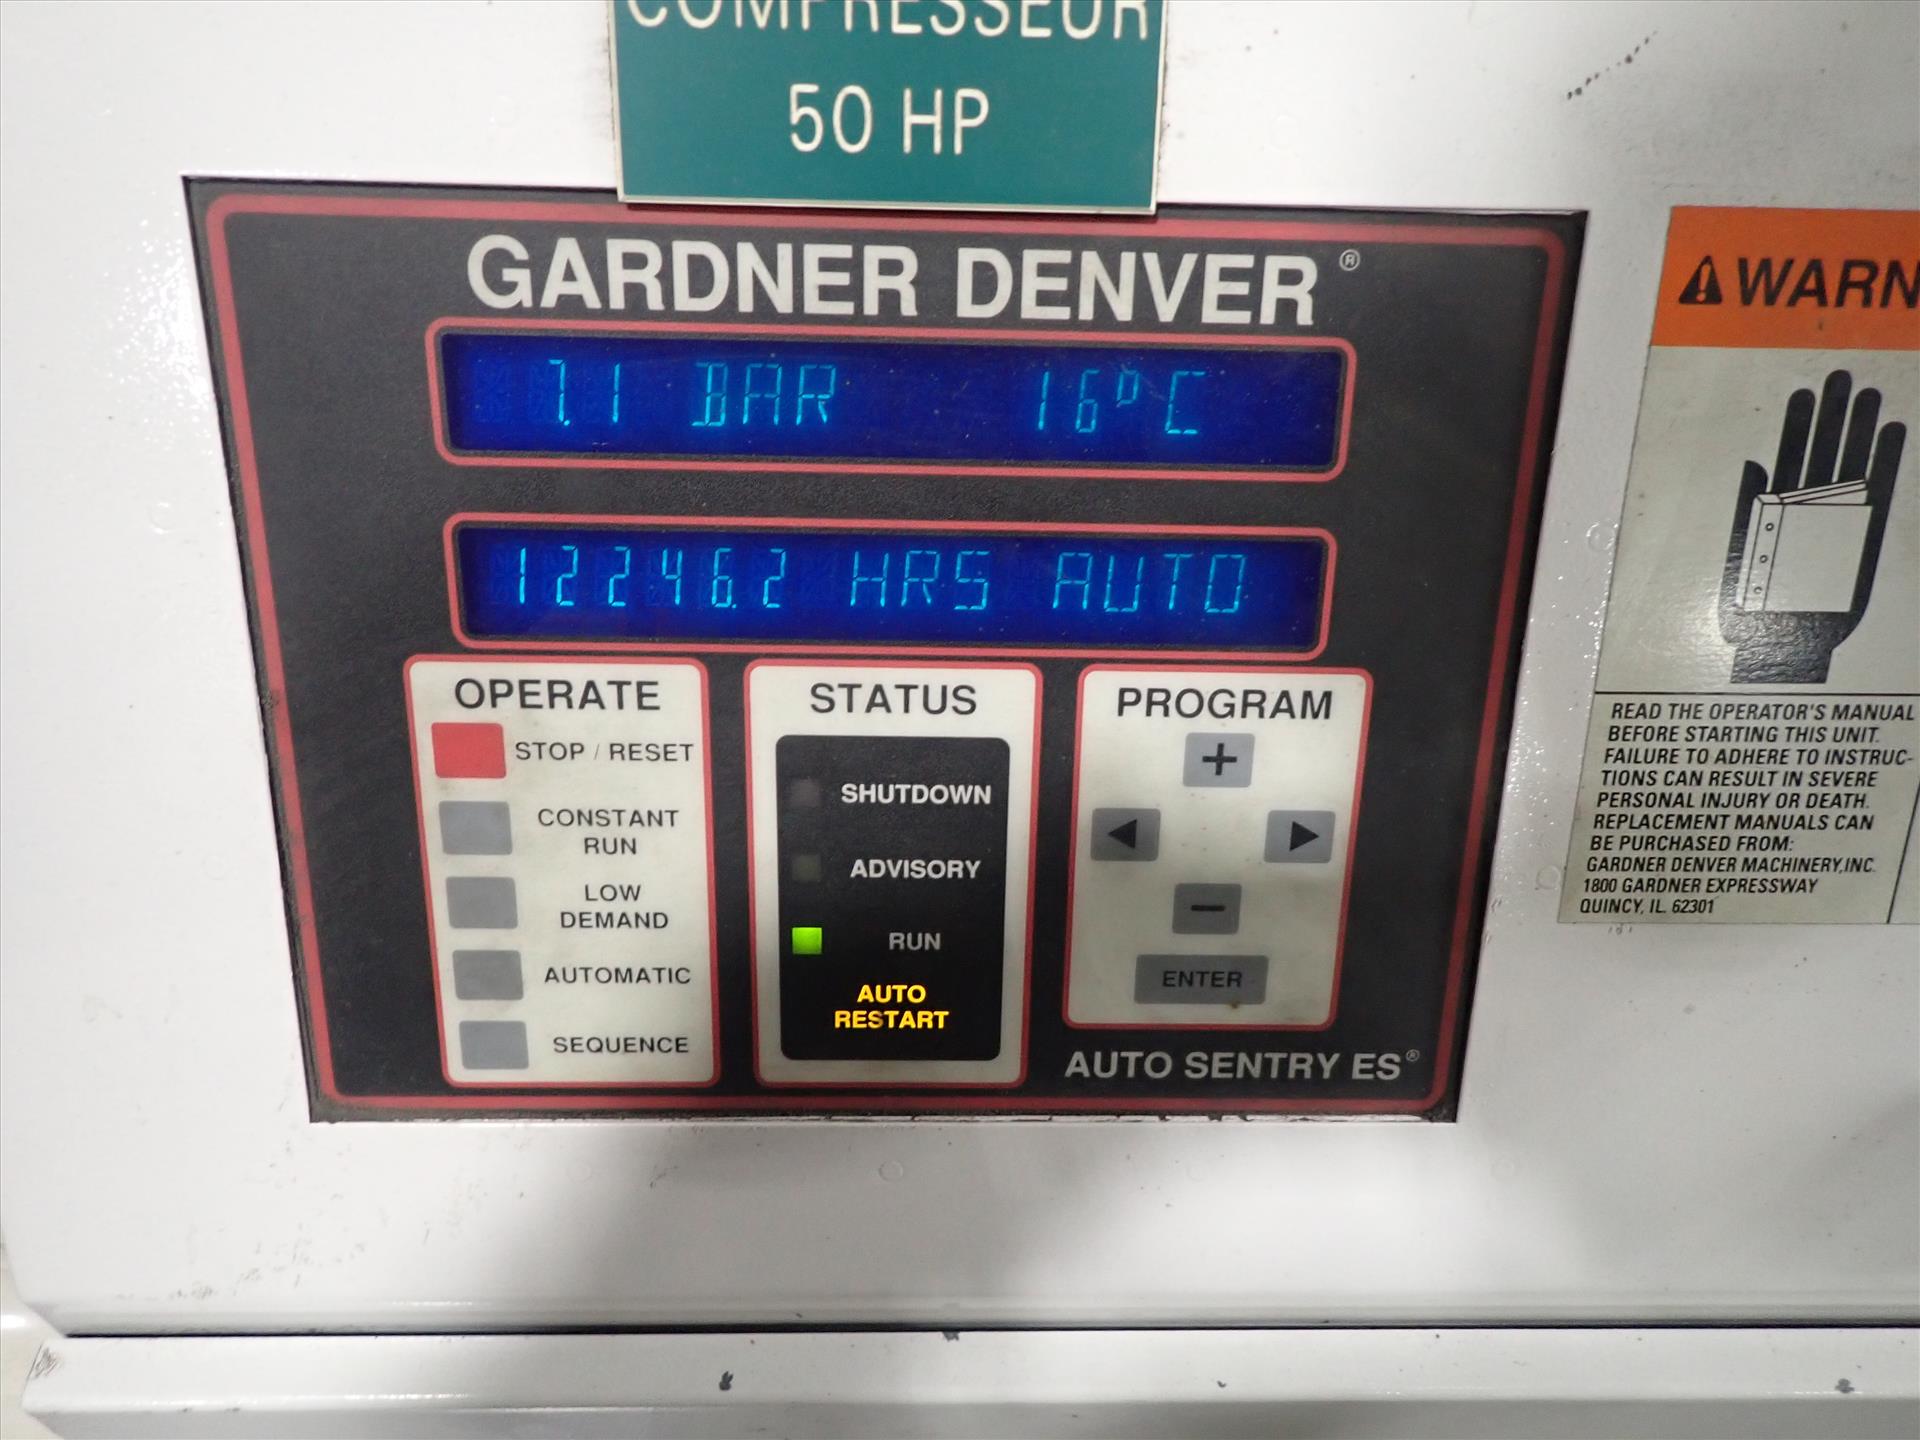 COMPRESSEUR
50 HP
GARDNER DENVER®
7.1 BAR 16°C
12246.2 HRS AUTO
OPERATE
STOP / RESET
CONSTANT
RUN
LOW
DEMAND
AUTOMATIC
SEQUENCE
STATUS
SHUTDOWN
ADVISORY
RUN
AUTO
RESTART
PROGRAM
+
−
ENTER
AUTO SENTRY ES®
WARN
READ THE OPERATOR'S MANUAL
BEFORE STARTING THIS UNIT.
FAILURE TO ADHERE TO INSTRUC-
TIONS CAN RESULT IN SEVERE
PERSONAL INJURY OR DEATH.
REPLACEMENT MANUALS CAN
BE PURCHASED FROM:
GARDNER DENVER MACHINERY, INC.
1800 GARDNER EXPRESSWAY
QUINCY, IL. 62301